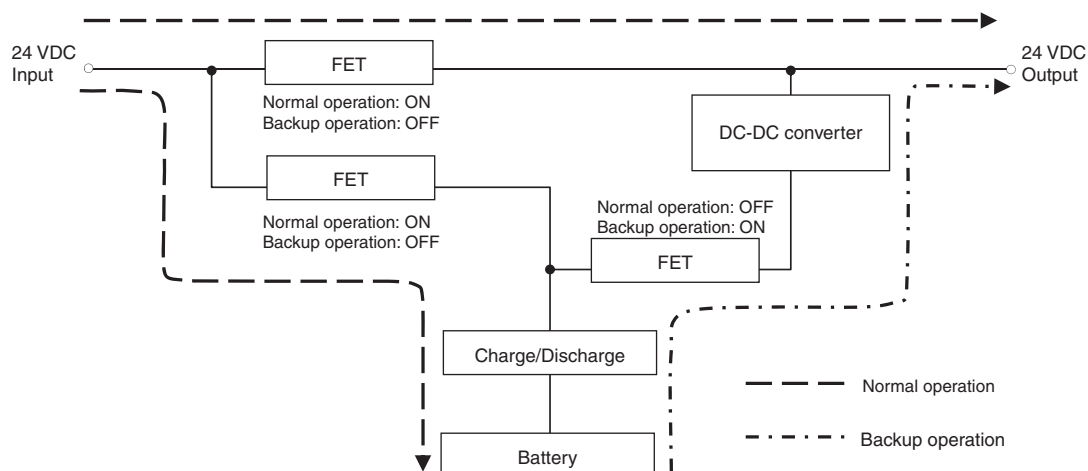 24 VDC
Input
FET
24 VDC
Output
Normal operation: ON
Backup operation: OFF
DC-DC converter
FET
Normal operation: ON
Backup operation: OFF
Normal operation: OFF
Backup operation: ON
FET
Charge/Discharge
Normal operation
Backup operation
Battery